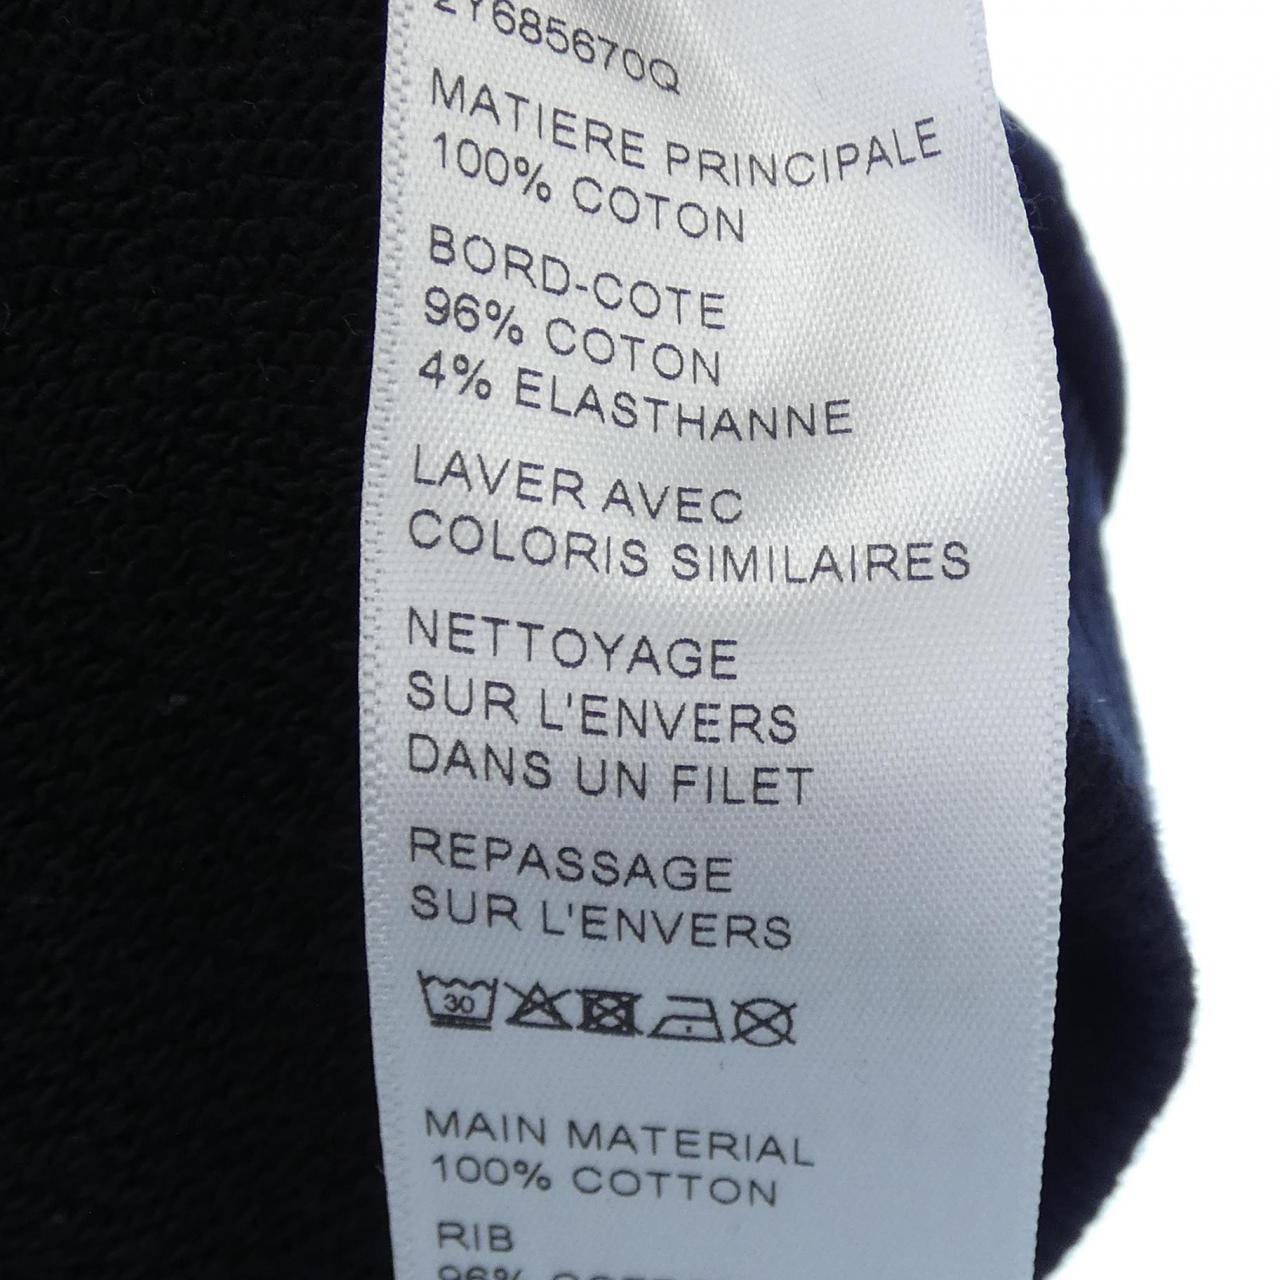 2Y685670Q
MATIERE PRINCIPALE
100% COTON
BORD-COTE
96% COTON
4% ELASTHANNE
LAVER AVEC
COLORIS SIMILAIRES
NETTOYAGE
SUR L'ENVERS
DANS UN FILET
REPASSAGE
SUR L'ENVERS
30
MAIN MATERIAL
100% COTTON
RIB
96%